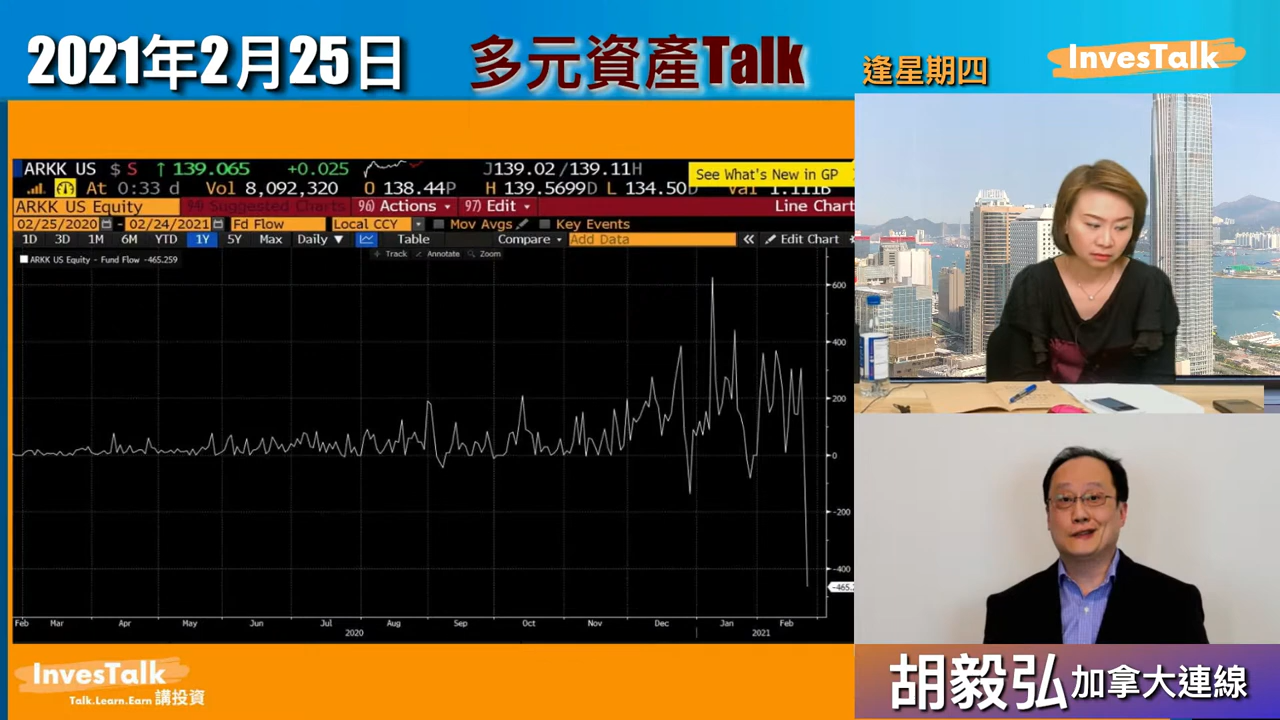 2021年2月25日
多元資產Talk
逢星期四
InvesTalk
ARKK US $ S ↑ 139.065 +0.025 J139.02/139.11H
See What's New in GP
At 0:33 d Vol 8,092,320 O 138.44P H 139.5699D L 134.50D Val 1.111B
ARKK US Equity 94) Suggested Charts 96) Actions 97) Edit Line Chart
02/25/2020 - 02/24/2021 Fd Flow Local CCY Mov Avgs Key Events
1D 3D 1M 6M YTD 1Y 5Y Max Daily ▼ Table Compare Add Data « Edit Chart
Track Annotate Zoom
ARKK US Equity - Fund Flow -465.259
600
400
200
0
-200
-400
-465.2
Feb Mar Apr May Jun Jul Aug Sep Oct Nov Dec Jan Feb
2020 2021
InvesTalk
Talk.Learn.Earn 講投資
胡毅弘 加拿大連線